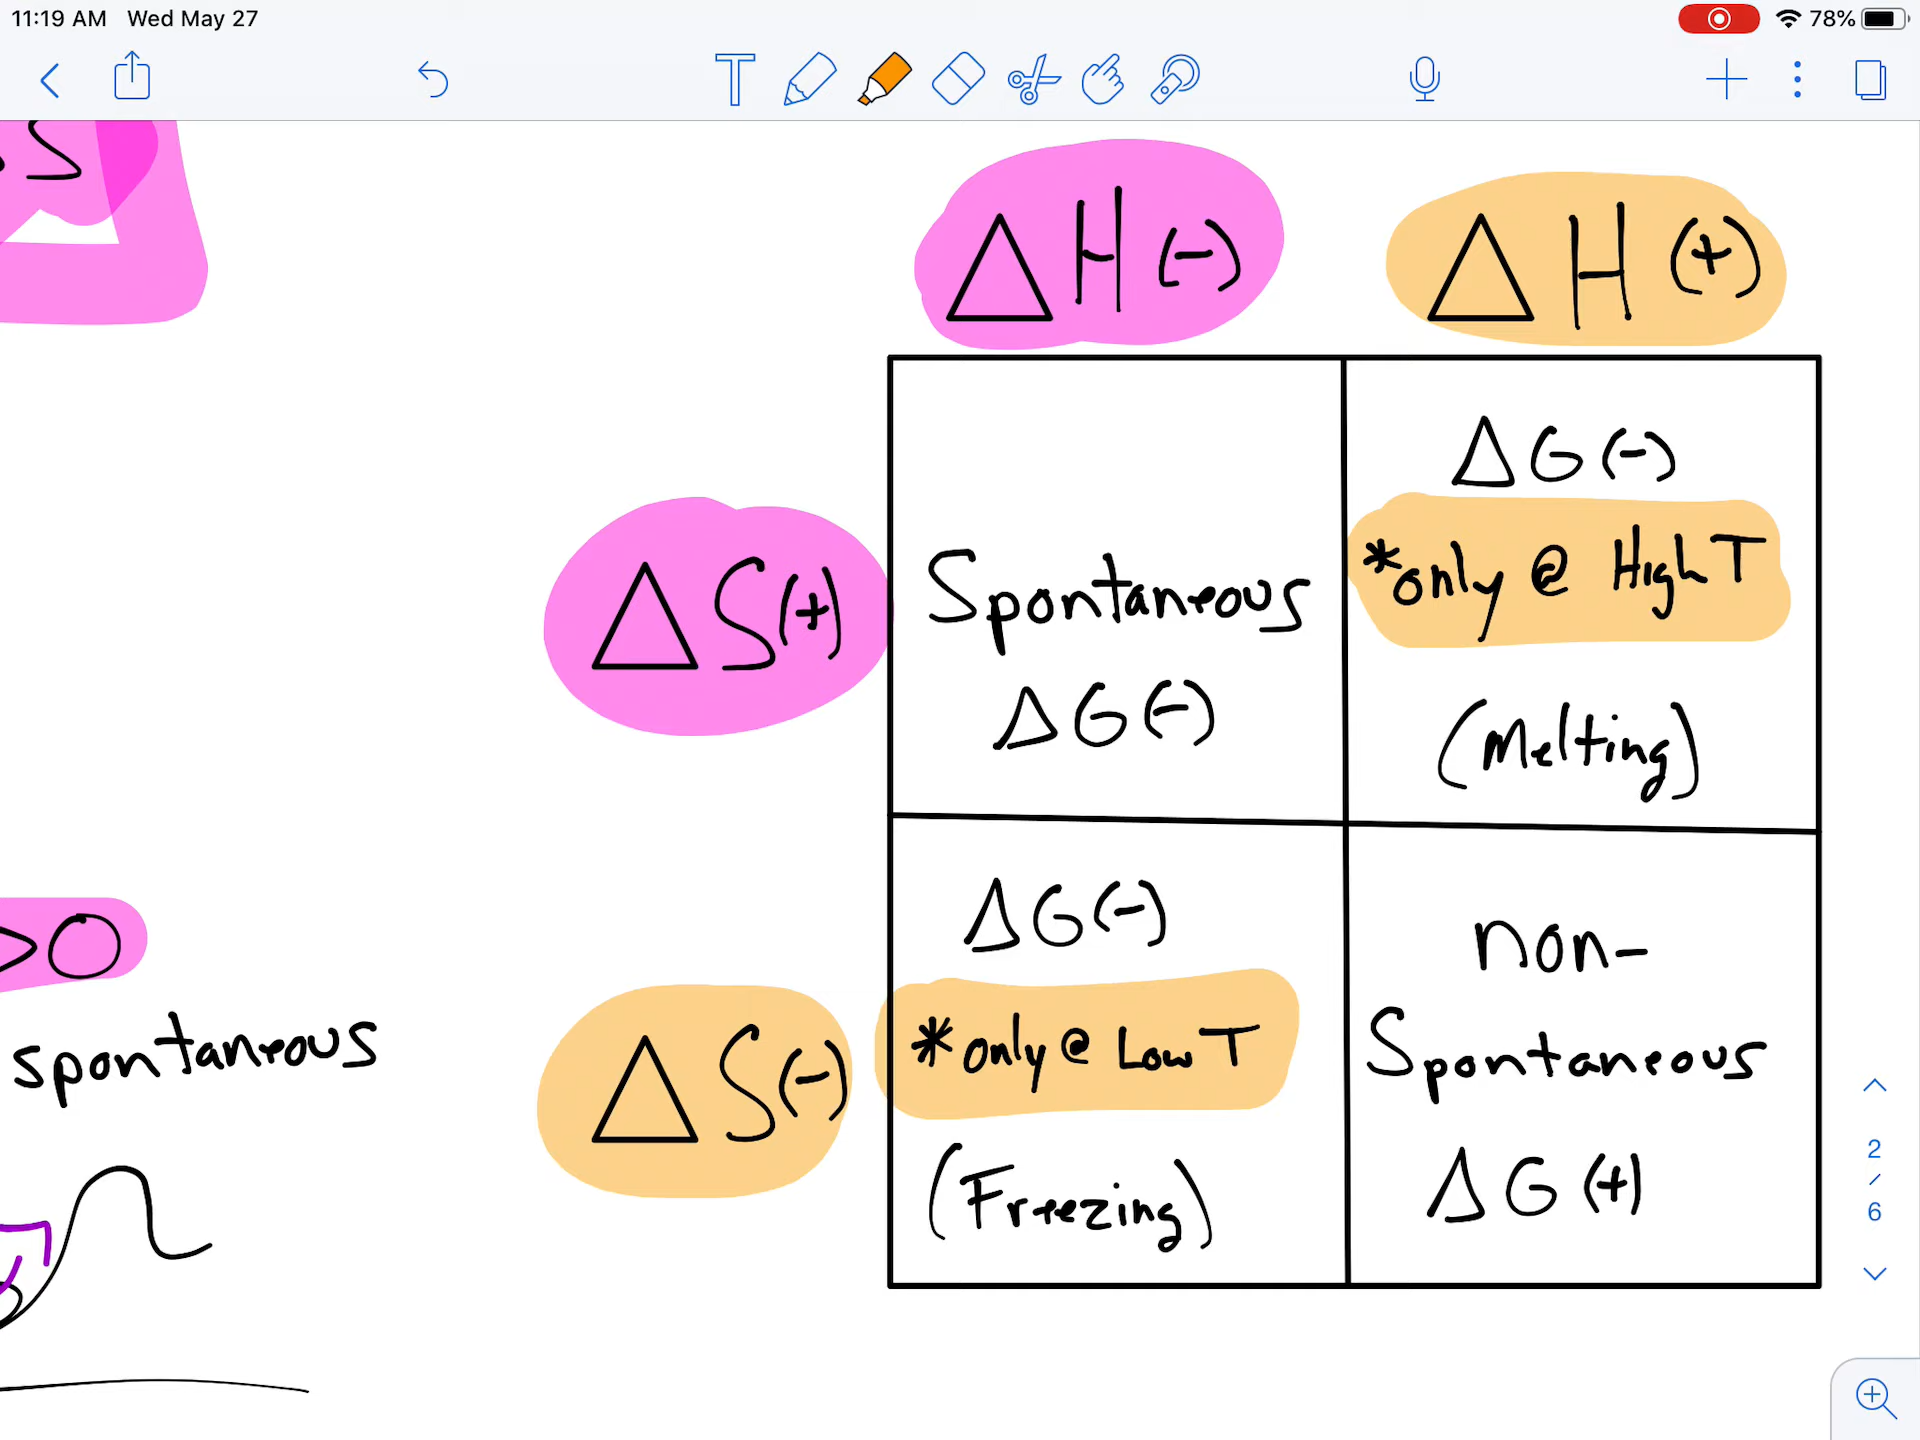 11:19 AM Wed May 27
78%
S
ΔH (-)
ΔH (+)
ΔS(+)
Spontaneous
ΔG (-)
ΔG (-)
*only @ High T
(Melting)
>0
spontaneous
ΔS(-)
ΔG (-)
*only @ Low T
(Freezing)
non-
Spontaneous
ΔG (+)
2
/
6